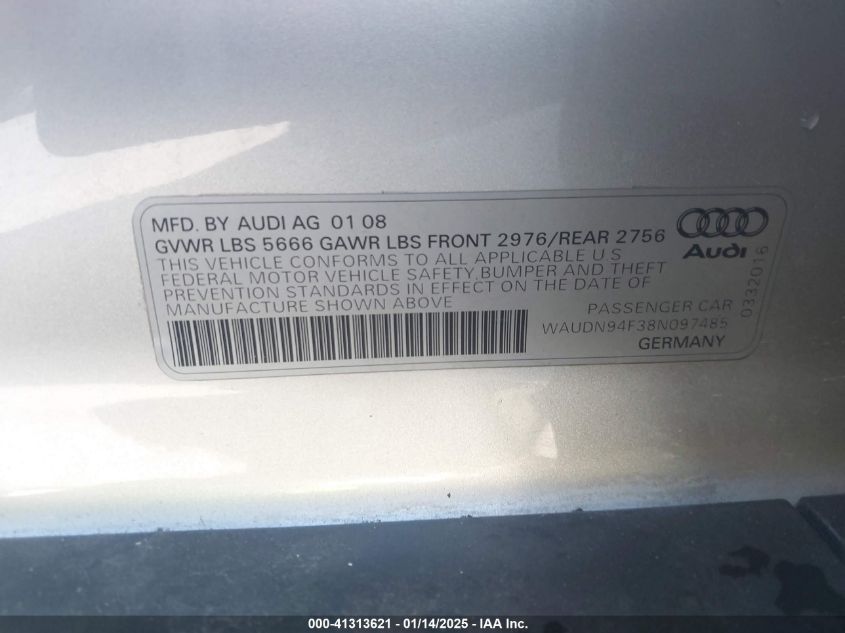 MFD. BY AUDI AG 01 08
GVWR LBS 5666 GAWR LBS FRONT 2976/REAR 2756
THIS VEHICLE CONFORMS TO ALL APPLICABLE U S
FEDERAL MOTOR VEHICLE SAFETY, BUMPER AND THEFT
PREVENTION STANDARDS IN EFFECT ON THE DATE OF
MANUFACTURE SHOWN ABOVE
PASSENGER CAR
WAUDN94F38N097485
GERMANY
Audi
0332016
000-41313621 - 01/14/2025 - IAA Inc.